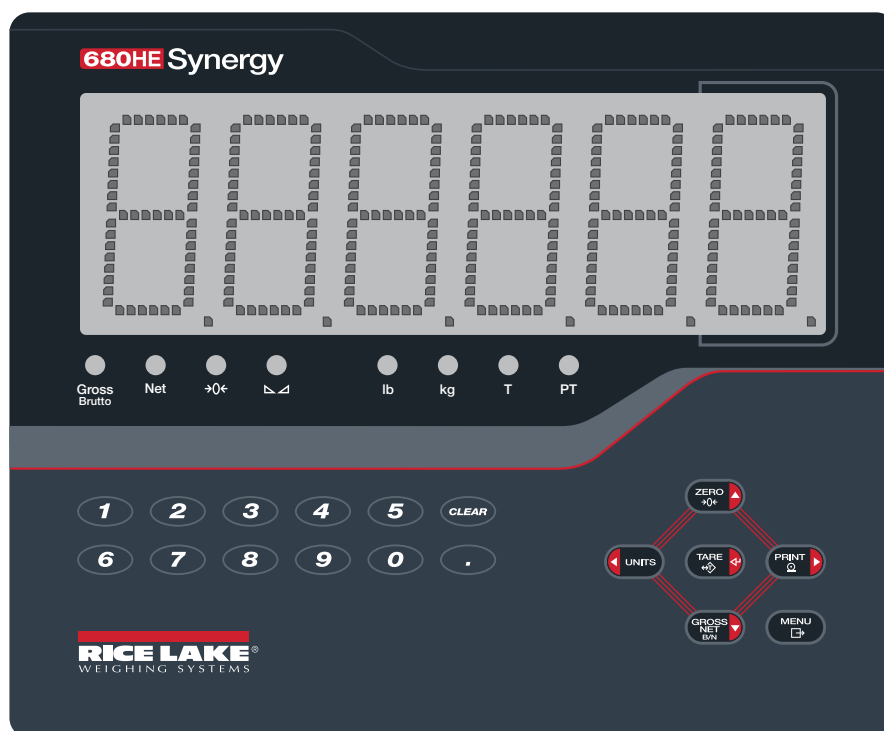 680HE Synergy
Gross Net →0← lb kg T PT
Brutto
1 2 3 4 5 CLEAR
6 7 8 9 0 .
ZERO
→0←
UNITS
TARE
T
PRINT
GROSS
NET
B/N
MENU
RICE LAKE®
WEIGHING SYSTEMS